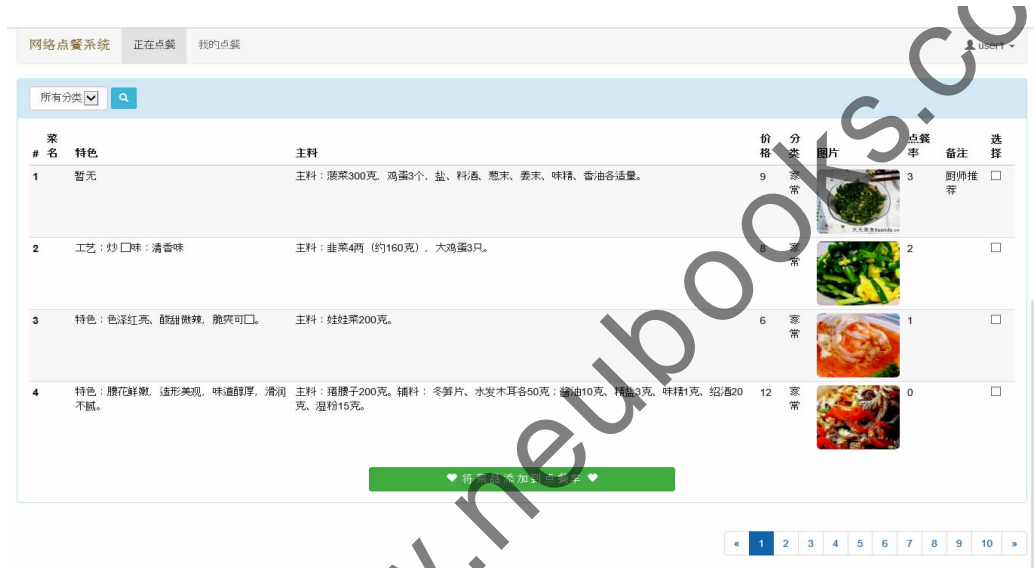 网络点餐系统 正在点餐 我的点餐 user1
所有分类
# 菜名 特色 主料 价格 分类 图片 点餐率 备注 选择
1 暂无 主料：菠菜300克, 鸡蛋3个, 盐、料酒、葱末、姜末、味精、香油各适量。 9 家常 3 厨师推荐
2 工艺：炒口味：清香味 主料：韭菜4两（约160克）, 大鸡蛋3只。 8 家常 2
3 特色：色泽红亮、酸甜微辣, 脆爽可口。 主料：娃娃菜200克。 6 家常 1
4 特色：腰花鲜嫩, 造形美观, 味道醇厚, 滑润 主料：猪腰子200克。辅料： 冬笋片、水发木耳各50克；酱油10克、精盐3克、味精1克、绍酒20 12 家常 0
不腻。 克、湿粉15克。
将菜品添加到点餐车
« 1 2 3 4 5 6 7 8 9 10 »
www.neubooks.co